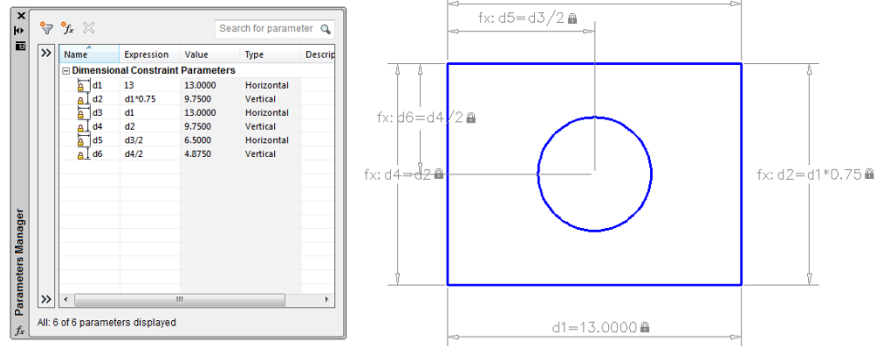 Search for parameter
Name Expression Value Type Descrip
Dimensional Constraint Parameters
d1 13 13.0000 Horizontal
d2 d1*0.75 9.7500 Vertical
d3 d1 13.0000 Horizontal
d4 d2 9.7500 Vertical
d5 d3/2 6.5000 Horizontal
d6 d4/2 4.8750 Vertical
All: 6 of 6 parameters displayed
Parameters Manager
fx
fx: d5=d3/2
fx: d6=d4/2
fx: d4=d2
fx: d2=d1*0.75
d1=13.0000